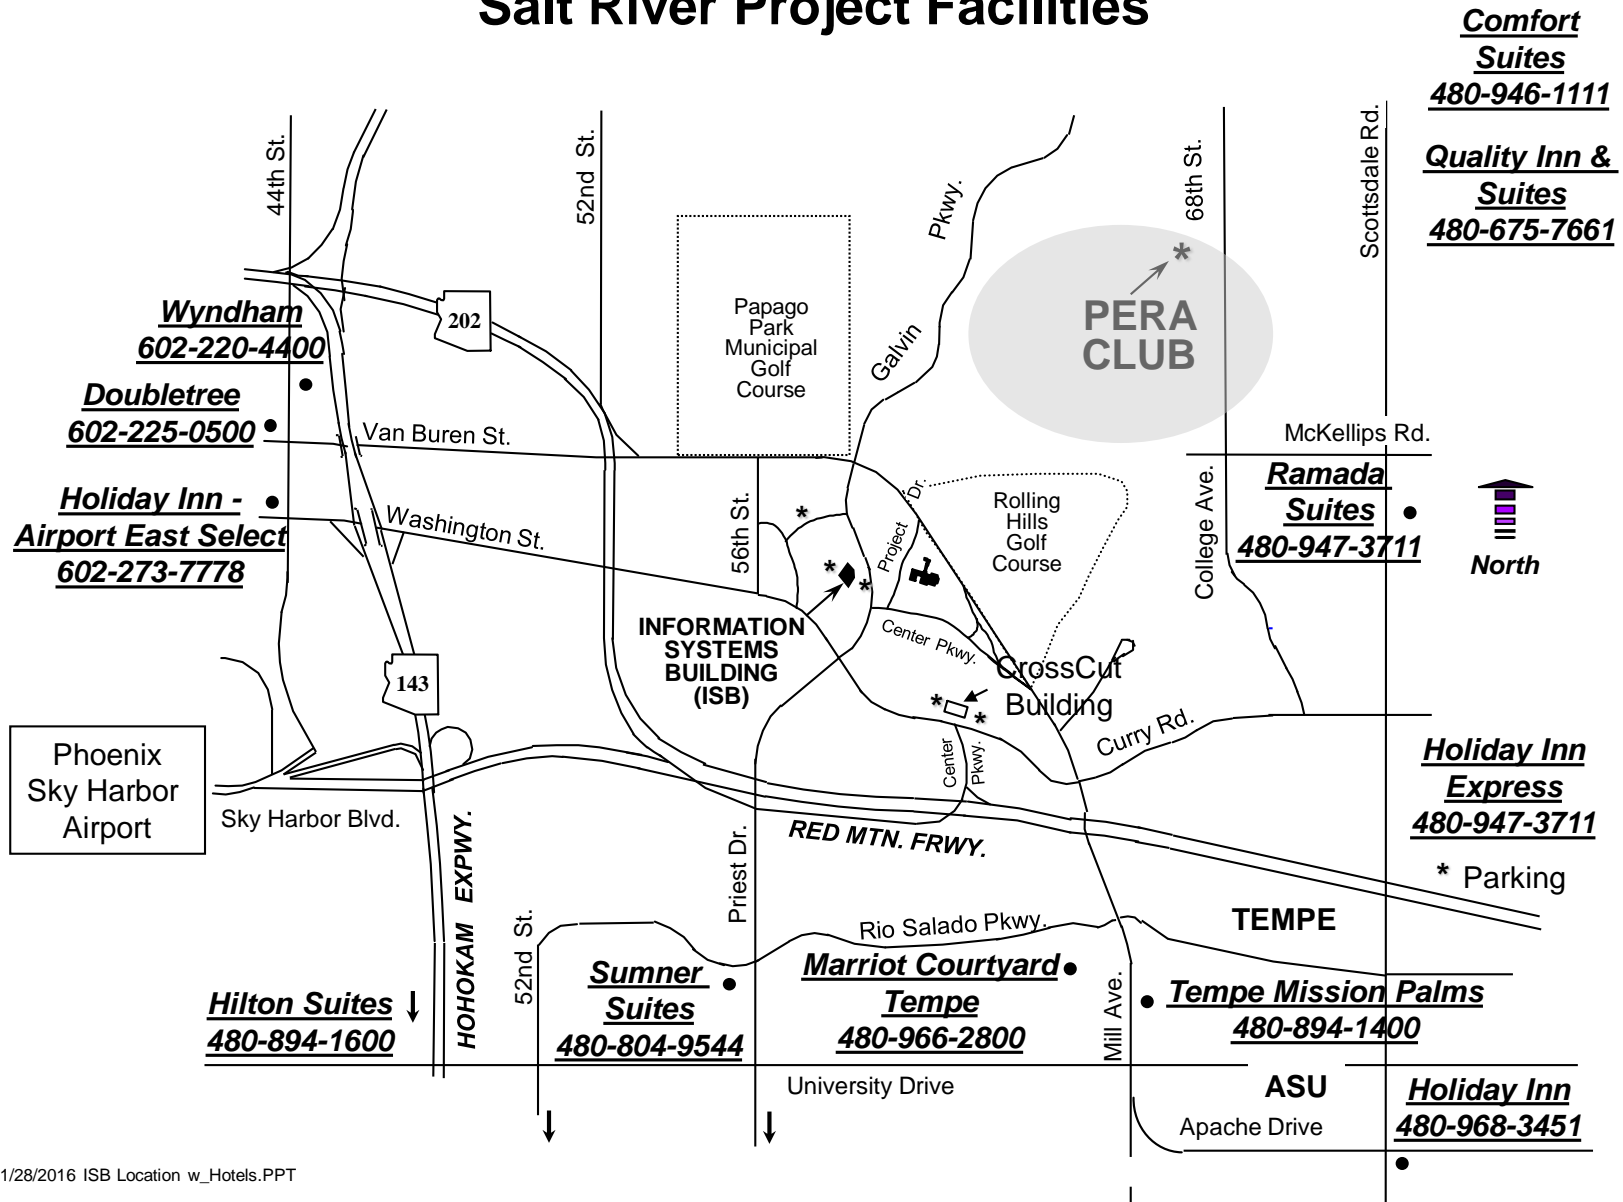 Salt River Project Facilities
Comfort
Suites
480-946-1111
Quality Inn &
Suites
480-675-7661
44th St.
52nd St.
Pkwy.
68th St.
Scottsdale Rd.
202
Wyndham
602-220-4400
Papago
Park
Municipal
Golf
Course
Galvin
*
PERA
CLUB
Doubletree
602-225-0500
Van Buren St.
McKellips Rd.
Holiday Inn -
Airport East Select
602-273-7778
Washington St.
56th St.
*
* *
Project
Dr.
Rolling
Hills
Golf
Course
College Ave.
Ramada
Suites
480-947-3711
North
INFORMATION
SYSTEMS
BUILDING
(ISB)
Center Pkwy.
CrossCut
Building
* *
143
Curry Rd.
Center
Pkwy.
Phoenix
Sky Harbor
Airport
Sky Harbor Blvd.
HOHOKAM EXPWY.
RED MTN. FRWY.
Priest Dr.
Holiday Inn
Express
480-947-3711
* Parking
52nd St.
Rio Salado Pkwy.
TEMPE
Hilton Suites
480-894-1600
Sumner
Suites
480-804-9544
Marriot Courtyard
Tempe
480-966-2800
Mill Ave.
Tempe Mission Palms
480-894-1400
University Drive
ASU
Apache Drive
Holiday Inn
480-968-3451
1/28/2016 ISB Location w_Hotels.PPT